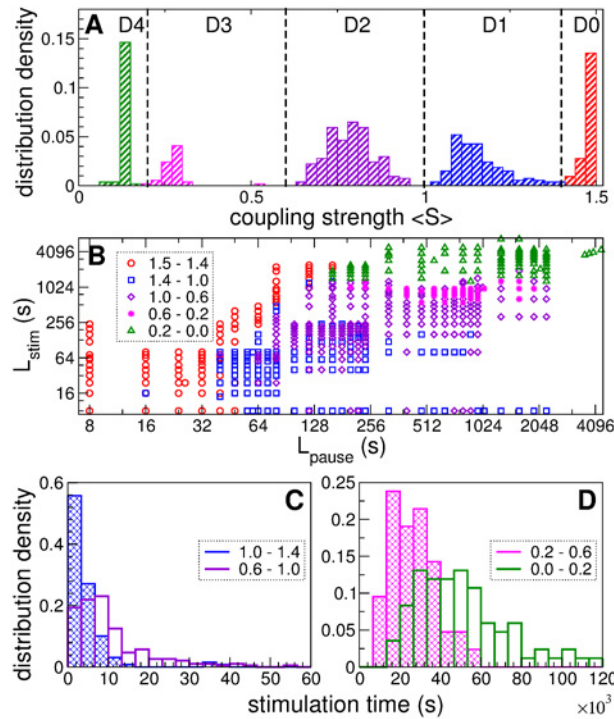 A D4 D3 D2 D1 D0
distribution density
0.15
0.1
0.05
0
0 0.5 1 1.5
coupling strength <S>
B
1.5 - 1.4
1.4 - 1.0
1.0 - 0.6
0.6 - 0.2
0.2 - 0.0
L_stim (s)
4096
1024
256
64
16
8 16 32 64 128 256 512 1024 2048 4096
L_pause (s)
C
distribution density
0.6
0.4
0.2
0
1.0 - 1.4
0.6 - 1.0
0 10 20 30 40 50 60
D
0.25
0.2
0.15
0.1
0.05
0
0.2 - 0.6
0.0 - 0.2
0 20 40 60 80 100 120
stimulation time (s)
×10³